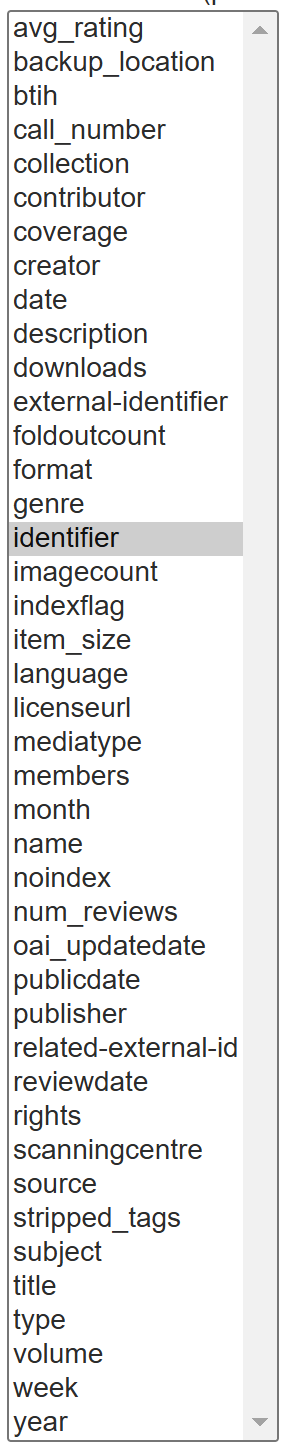 avg_rating
backup_location
btih
call_number
collection
contributor
coverage
creator
date
description
downloads
external-identifier
foldoutcount
format
genre
identifier
imagecount
indexflag
item_size
language
licenseurl
mediatype
members
month
name
noindex
num_reviews
oai_updatedate
publicdate
publisher
related-external-id
reviewdate
rights
scanningcentre
source
stripped_tags
subject
title
type
volume
week
year